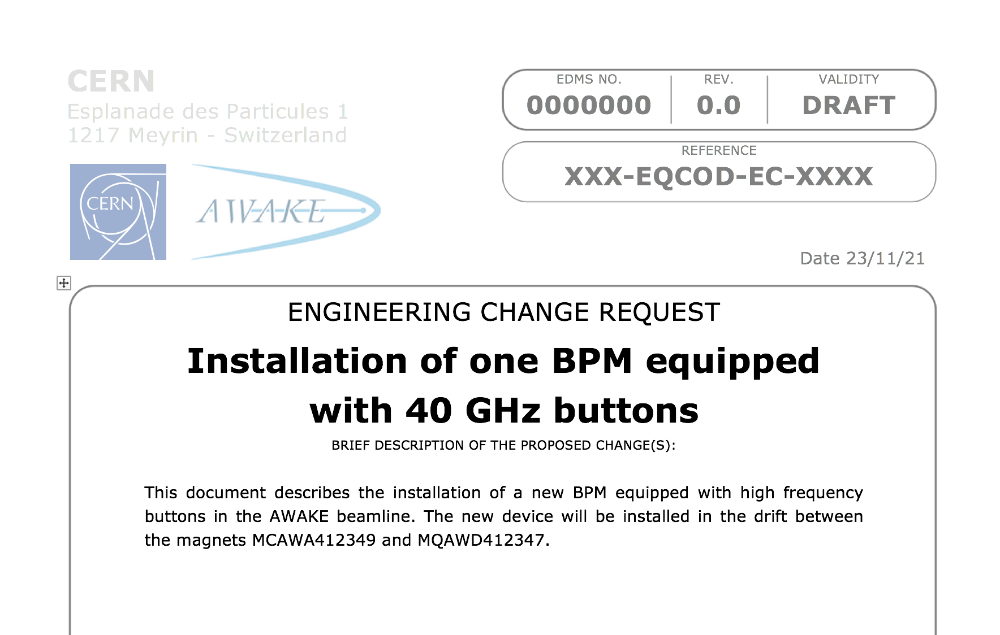 CERN
Esplanade des Particules 1
1217 Meyrin - Switzerland
EDMS NO. REV. VALIDITY
0000000 0.0 DRAFT
REFERENCE
XXX-EQCOD-EC-XXXX
CERN
AWAKE
Date 23/11/21
ENGINEERING CHANGE REQUEST
Installation of one BPM equipped
with 40 GHz buttons
BRIEF DESCRIPTION OF THE PROPOSED CHANGE(S):
This document describes the installation of a new BPM equipped with high frequency
buttons in the AWAKE beamline. The new device will be installed in the drift between
the magnets MCAWA412349 and MQAWD412347.